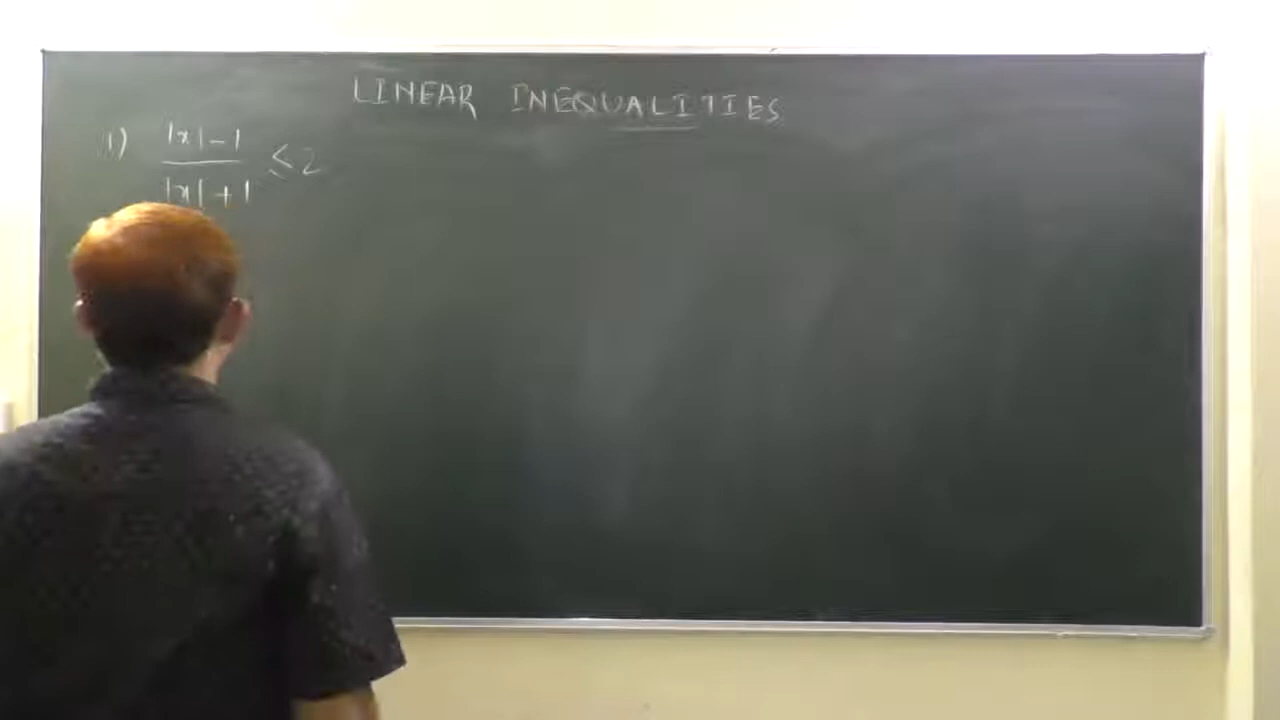 LINEAR INEQUALITIES
1) |x|-1 / |x|+1 ≤ 2